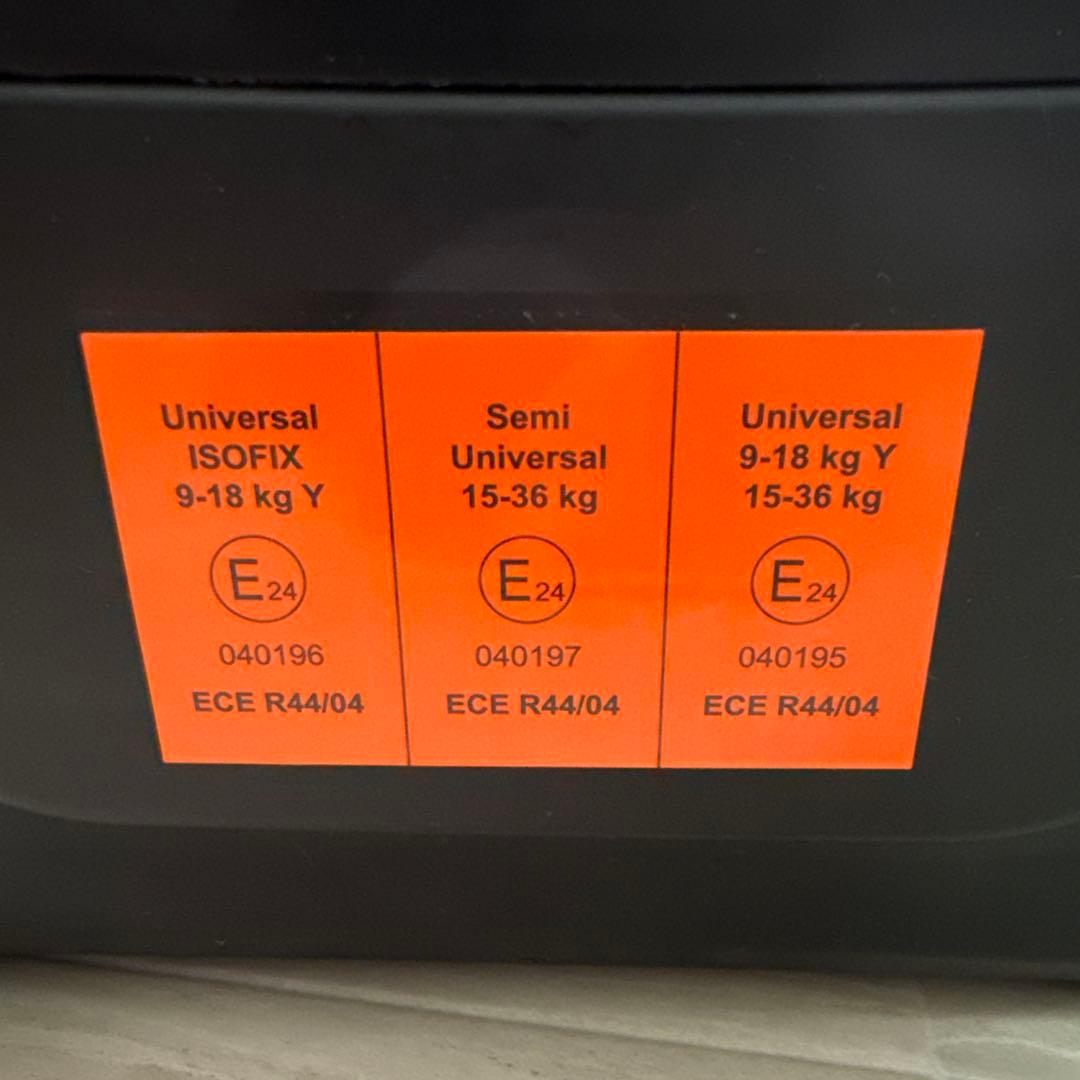 Universal
ISOFIX
9-18 kg Y
E24
040196
ECE R44/04
Semi
Universal
15-36 kg
E24
040197
ECE R44/04
Universal
9-18 kg Y
15-36 kg
E24
040195
ECE R44/04